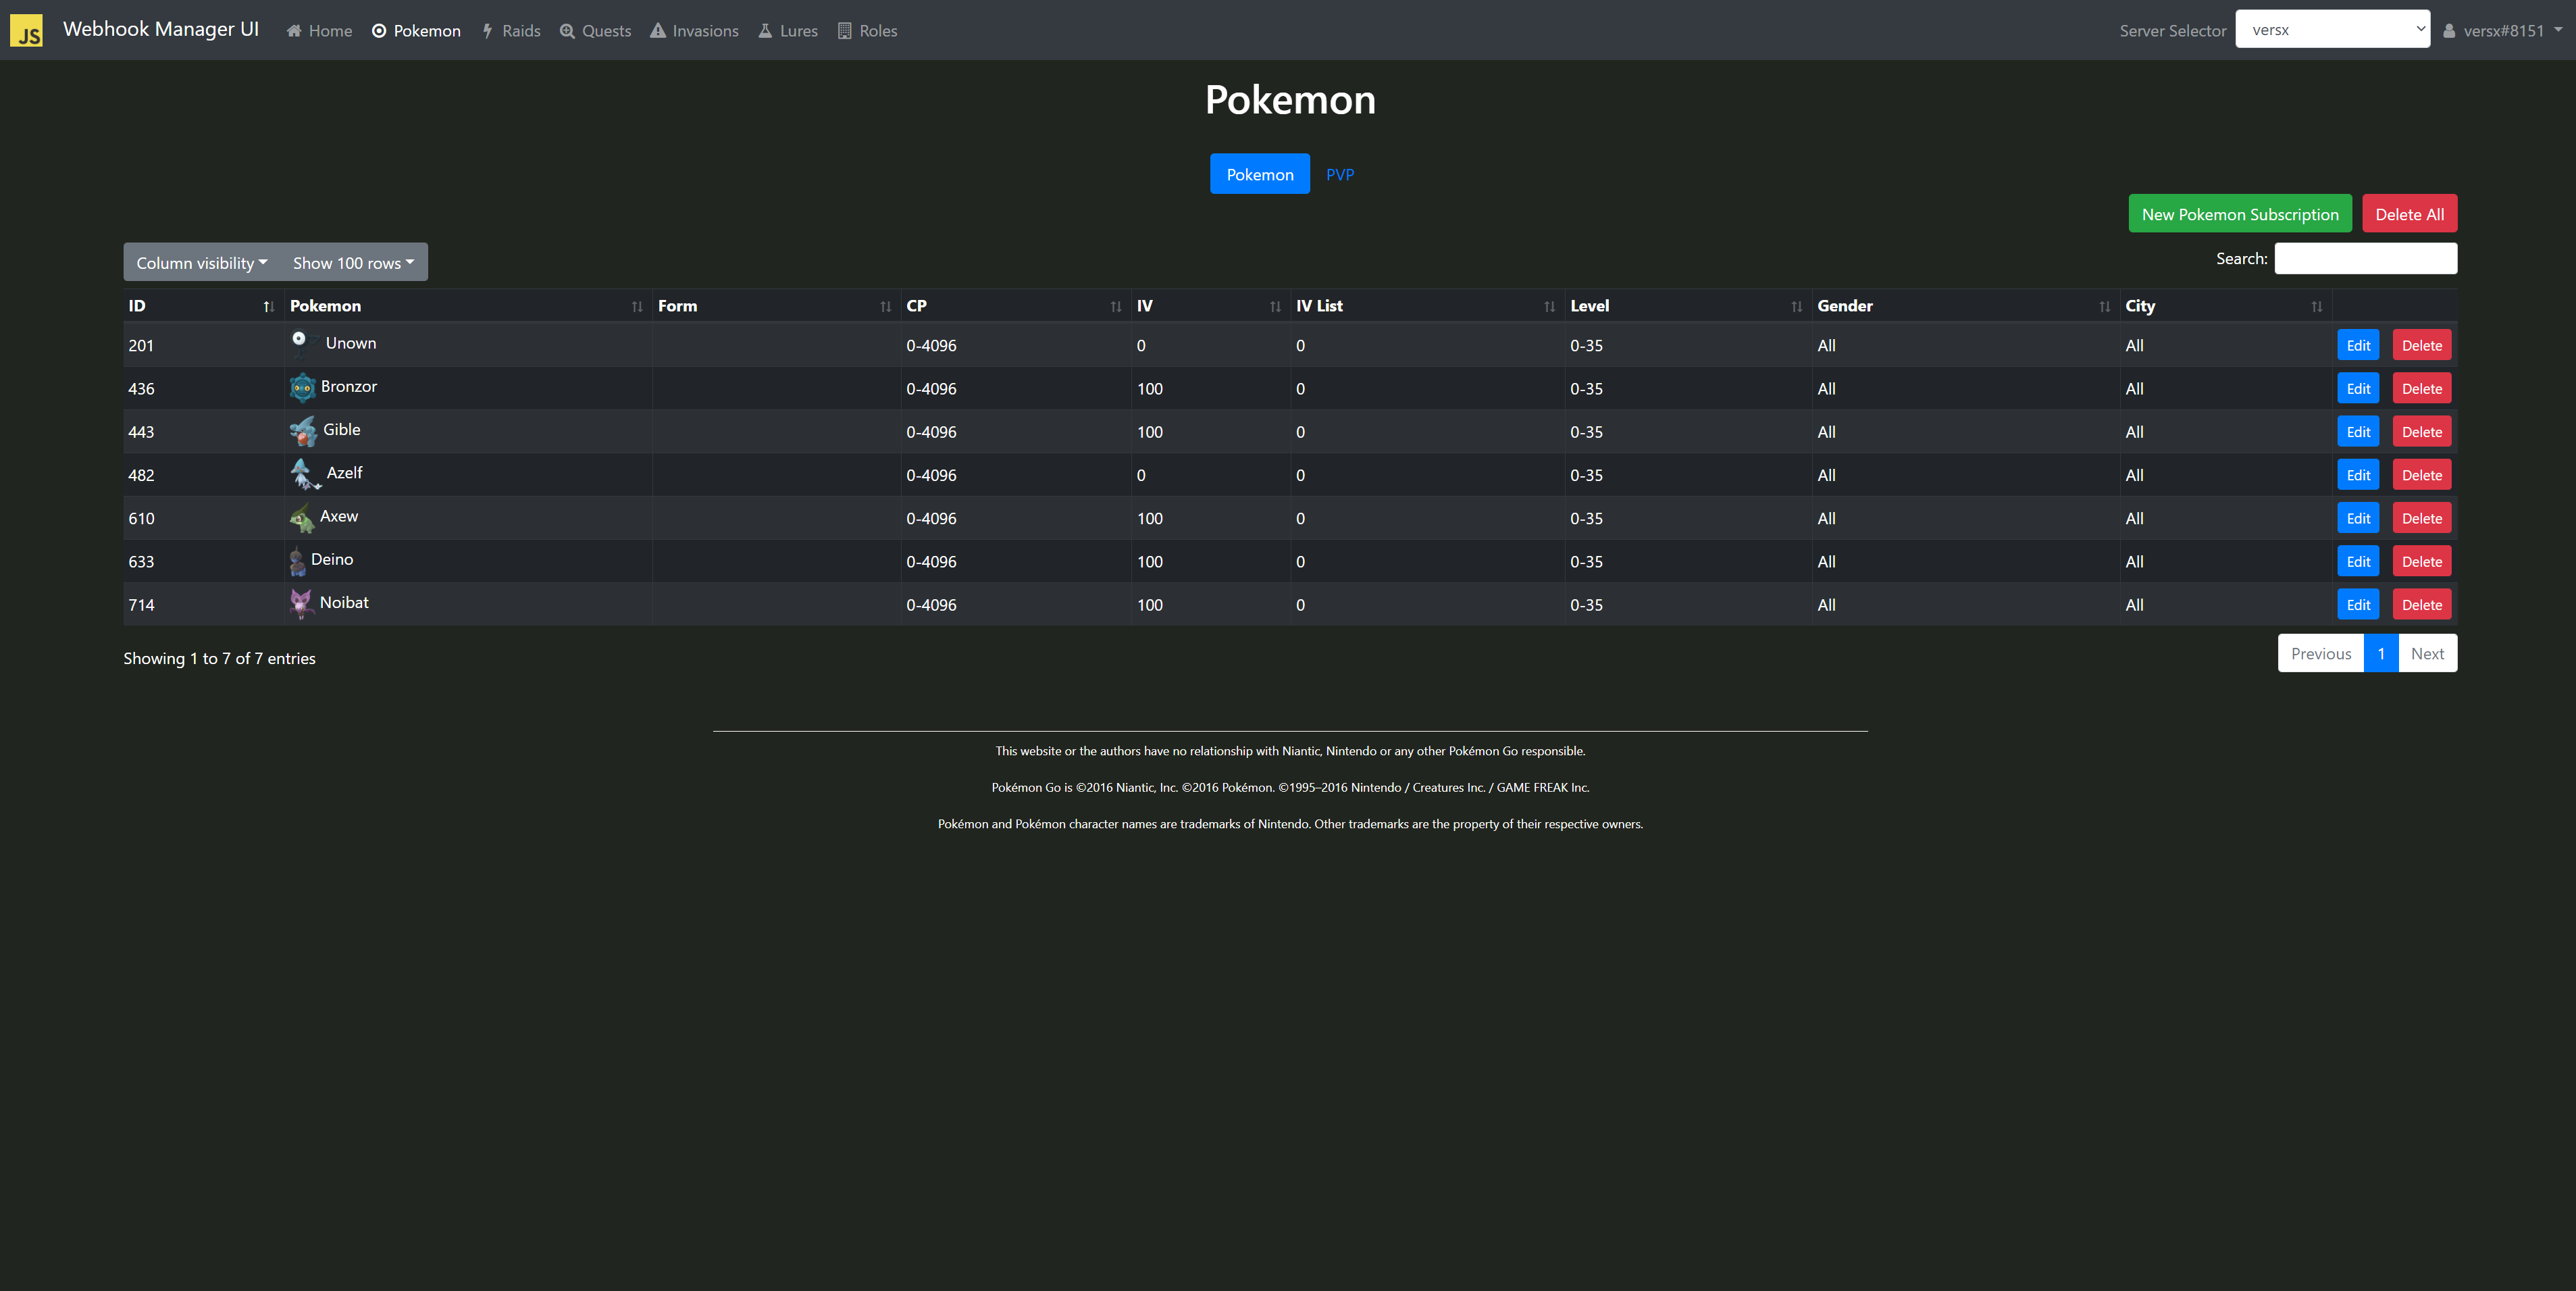 JS Webhook Manager UI Home Pokemon Raids Quests Invasions Lures Roles Server Selector versx versx#8151
Pokemon
Pokemon PVP
New Pokemon Subscription Delete All
Column visibility Show 100 rows Search:
ID Pokemon Form CP IV IV List Level Gender City
201 Unown 0-4096 0 0 0-35 All All Edit Delete
436 Bronzor 0-4096 100 0 0-35 All All Edit Delete
443 Gible 0-4096 100 0 0-35 All All Edit Delete
482 Azelf 0-4096 0 0 0-35 All All Edit Delete
610 Axew 0-4096 100 0 0-35 All All Edit Delete
633 Deino 0-4096 100 0 0-35 All All Edit Delete
714 Noibat 0-4096 100 0 0-35 All All Edit Delete
Showing 1 to 7 of 7 entries Previous 1 Next
This website or the authors have no relationship with Niantic, Nintendo or any other Pokémon Go responsible.
Pokémon Go is ©2016 Niantic, Inc. ©2016 Pokémon. ©1995–2016 Nintendo / Creatures Inc. / GAME FREAK Inc.
Pokémon and Pokémon character names are trademarks of Nintendo. Other trademarks are the property of their respective owners.